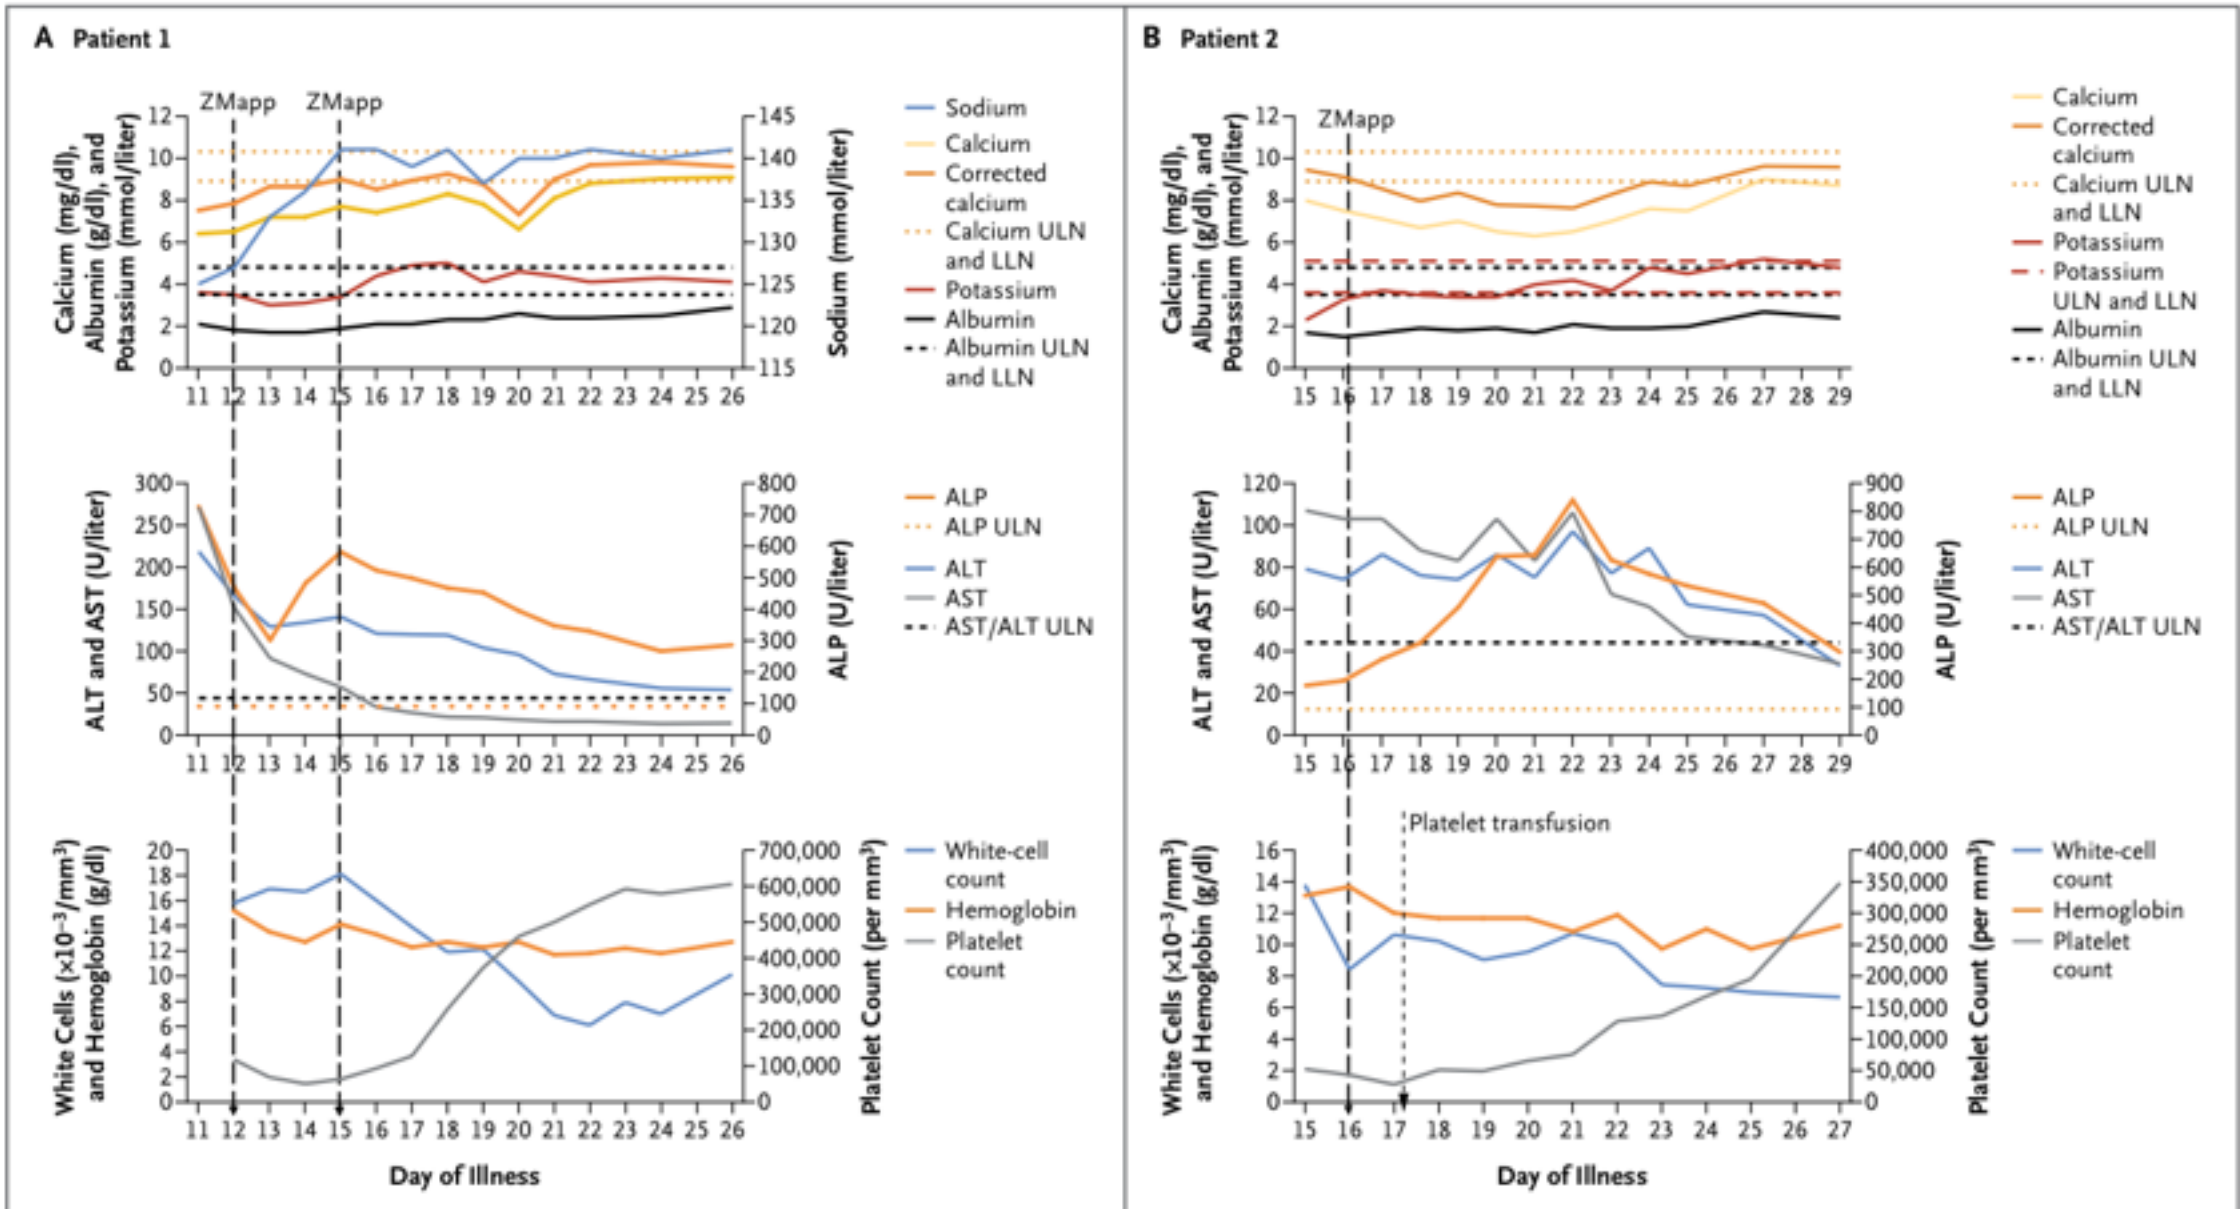 A Patient 1
ZMapp ZMapp
Calcium (mg/dl),
Albumin (g/dl), and
Potassium (mmol/liter)
12
10
8
6
4
2
0
145
140
135
130
125
120
115
Sodium (mmol/liter)
11 12 13 14 15 16 17 18 19 20 21 22 23 24 25 26
Sodium
Calcium
Corrected
calcium
Calcium ULN
and LLN
Potassium
Albumin
Albumin ULN
and LLN
ALT and AST (U/liter)
300
250
200
150
100
50
0
800
700
600
500
400
300
200
100
0
ALP (U/liter)
11 12 13 14 15 16 17 18 19 20 21 22 23 24 25 26
ALP
ALP ULN
ALT
AST
AST/ALT ULN
White Cells (×10⁻³/mm³)
and Hemoglobin (g/dl)
20
18
16
14
12
10
8
6
4
2
0
700,000
600,000
500,000
400,000
300,000
200,000
100,000
0
Platelet Count (per mm³)
11 12 13 14 15 16 17 18 19 20 21 22 23 24 25 26
Day of Illness
White-cell
count
Hemoglobin
Platelet
count
B Patient 2
ZMapp
Calcium (mg/dl),
Albumin (g/dl), and
Potassium (mmol/liter)
12
10
8
6
4
2
0
15 16 17 18 19 20 21 22 23 24 25 26 27 28 29
Calcium
Corrected
calcium
Calcium ULN
and LLN
Potassium
Potassium
ULN and LLN
Albumin
Albumin ULN
and LLN
ALT and AST (U/liter)
120
100
80
60
40
20
0
900
800
700
600
500
400
300
200
100
0
ALP (U/liter)
15 16 17 18 19 20 21 22 23 24 25 26 27 28 29
ALP
ALP ULN
ALT
AST
AST/ALT ULN
Platelet transfusion
White Cells (×10⁻³/mm³)
and Hemoglobin (g/dl)
16
14
12
10
8
6
4
2
0
400,000
350,000
300,000
250,000
200,000
150,000
100,000
50,000
0
Platelet Count (per mm³)
15 16 17 18 19 20 21 22 23 24 25 26 27
Day of Illness
White-cell
count
Hemoglobin
Platelet
count